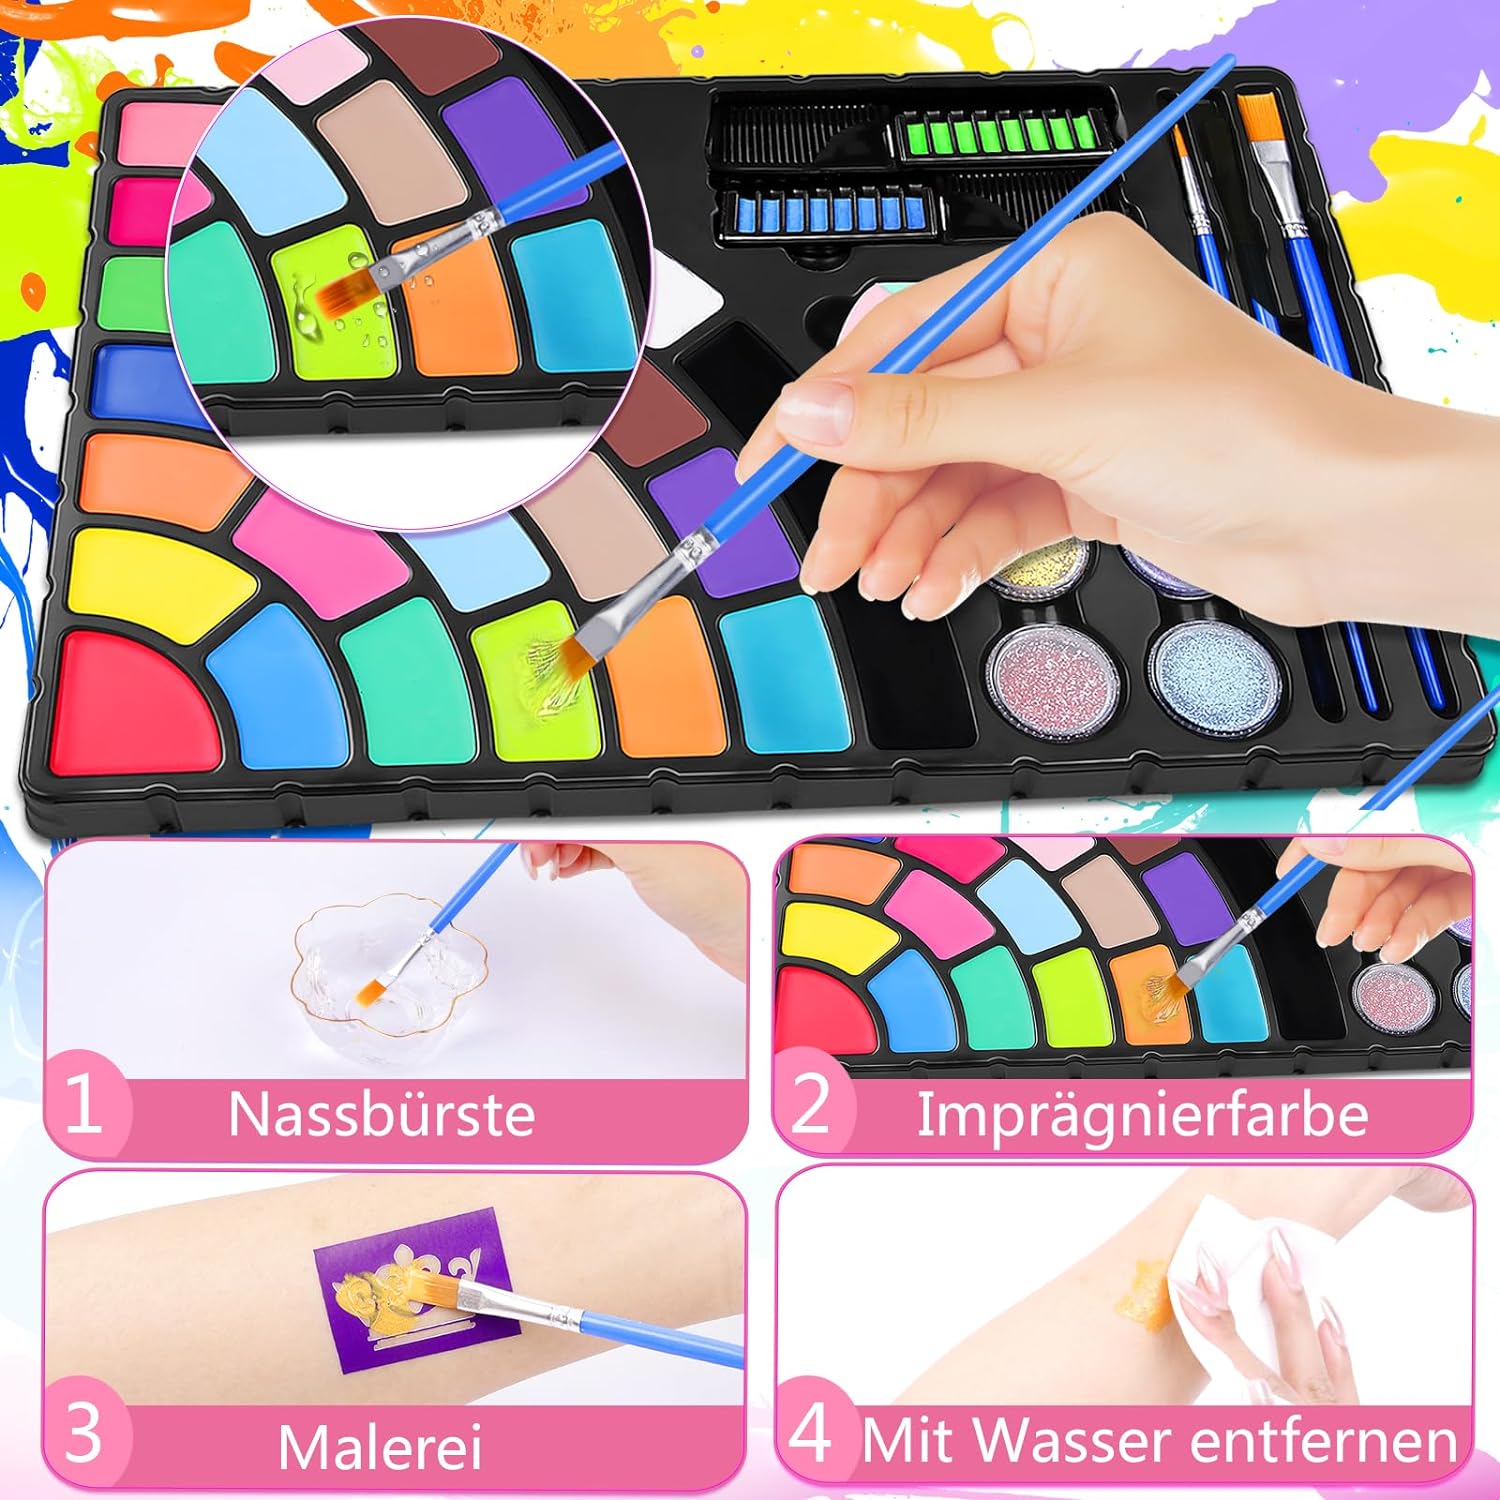 1
Nassbürste
2
Imprägnierfarbe
3
Malerei
4
Mit Wasser entfernen